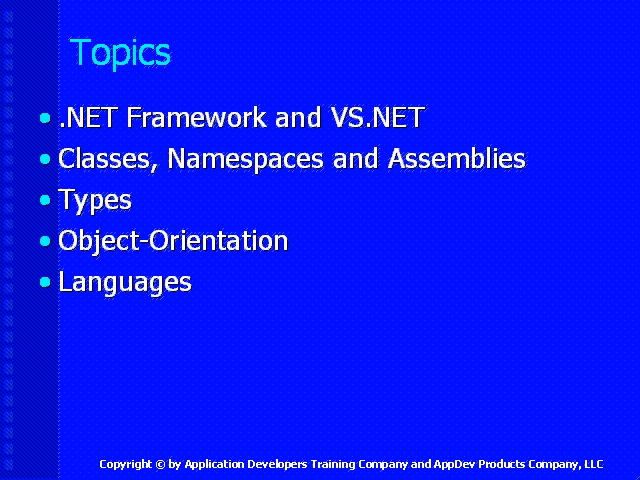 Topics
• .NET Framework and VS.NET
• Classes, Namespaces and Assemblies
• Types
• Object-Orientation
• Languages
Copyright © by Application Developers Training Company and AppDev Products Company, LLC